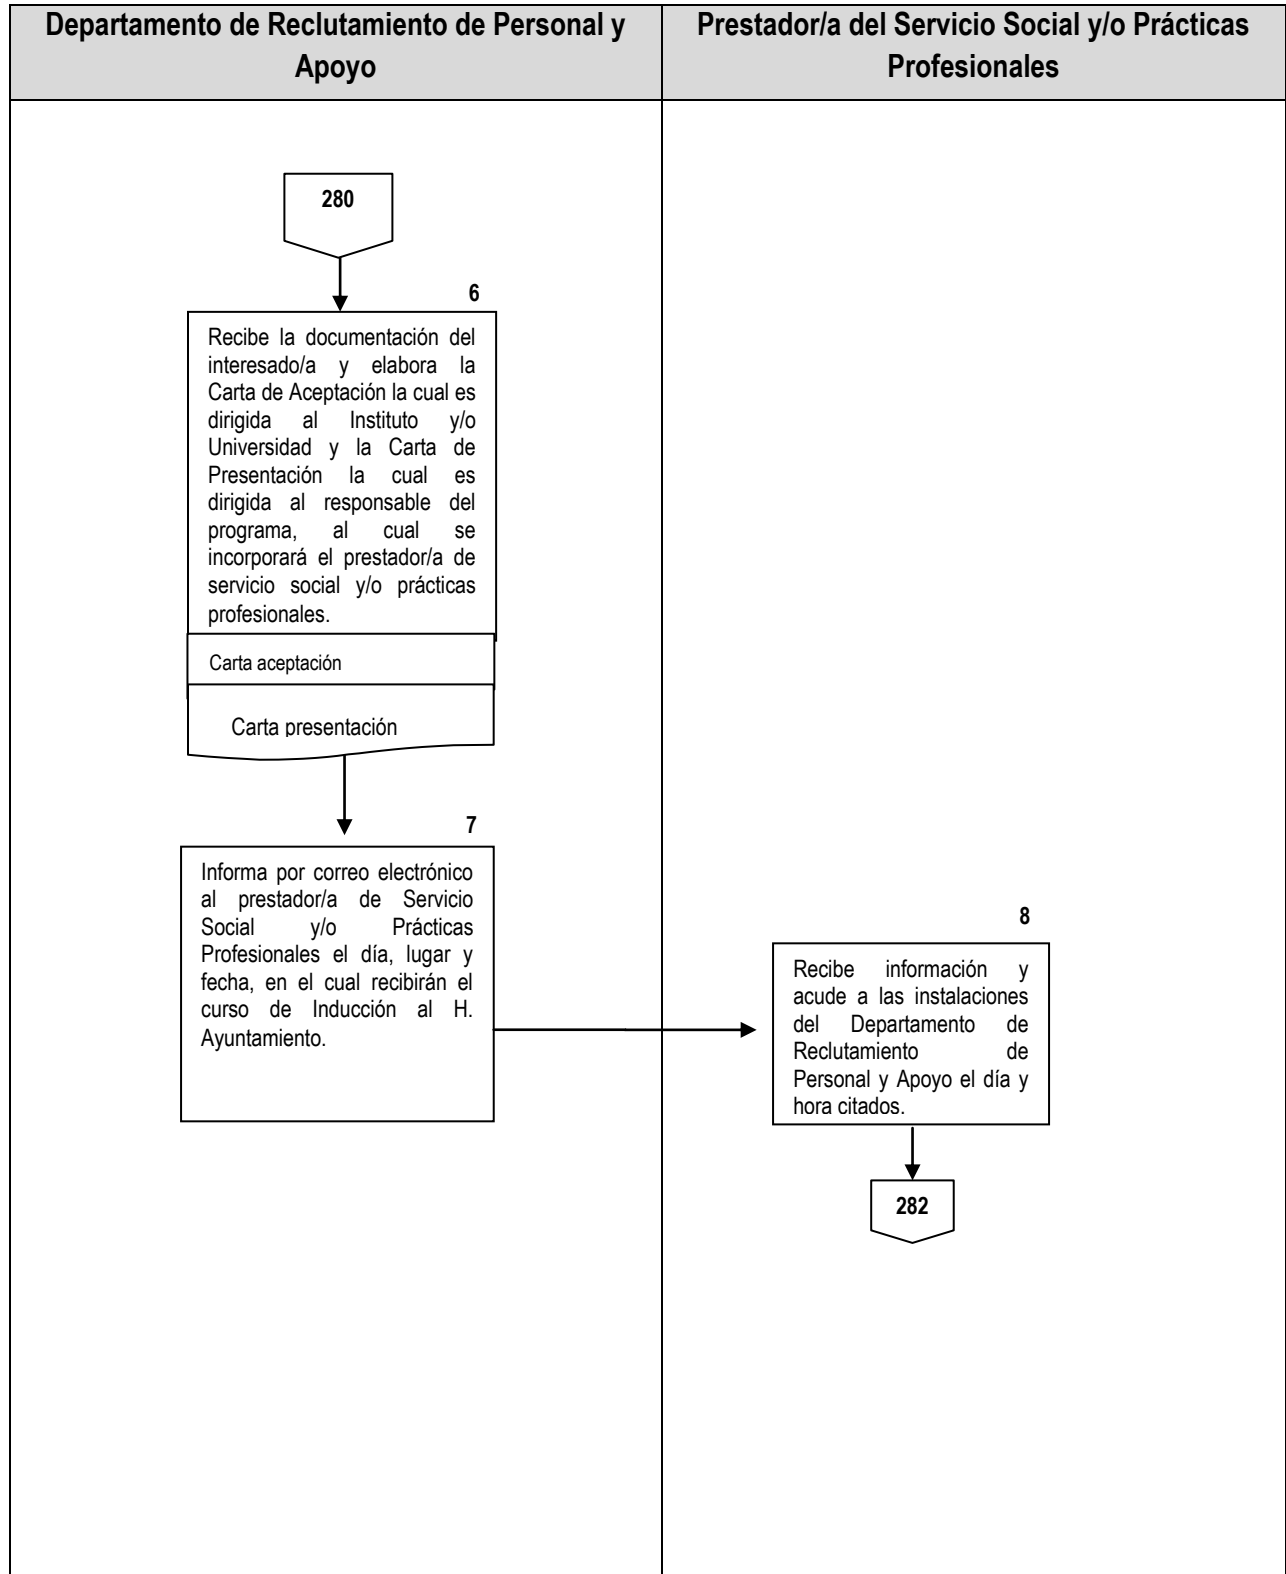 Departamento de Reclutamiento de Personal y
Apoyo
Prestador/a del Servicio Social y/o Prácticas
Profesionales
280
6
Recibe la documentación del
interesado/a y elabora la
Carta de Aceptación la cual es
dirigida al Instituto y/o
Universidad y la Carta de
Presentación la cual es
dirigida al responsable del
programa, al cual se
incorporará el prestador/a de
servicio social y/o prácticas
profesionales.
Carta aceptación
Carta presentación
7
Informa por correo electrónico
al prestador/a de Servicio
Social y/o Prácticas
Profesionales el día, lugar y
fecha, en el cual recibirán el
curso de Inducción al H.
Ayuntamiento.
8
Recibe información y
acude a las instalaciones
del Departamento de
Reclutamiento de
Personal y Apoyo el día y
hora citados.
282